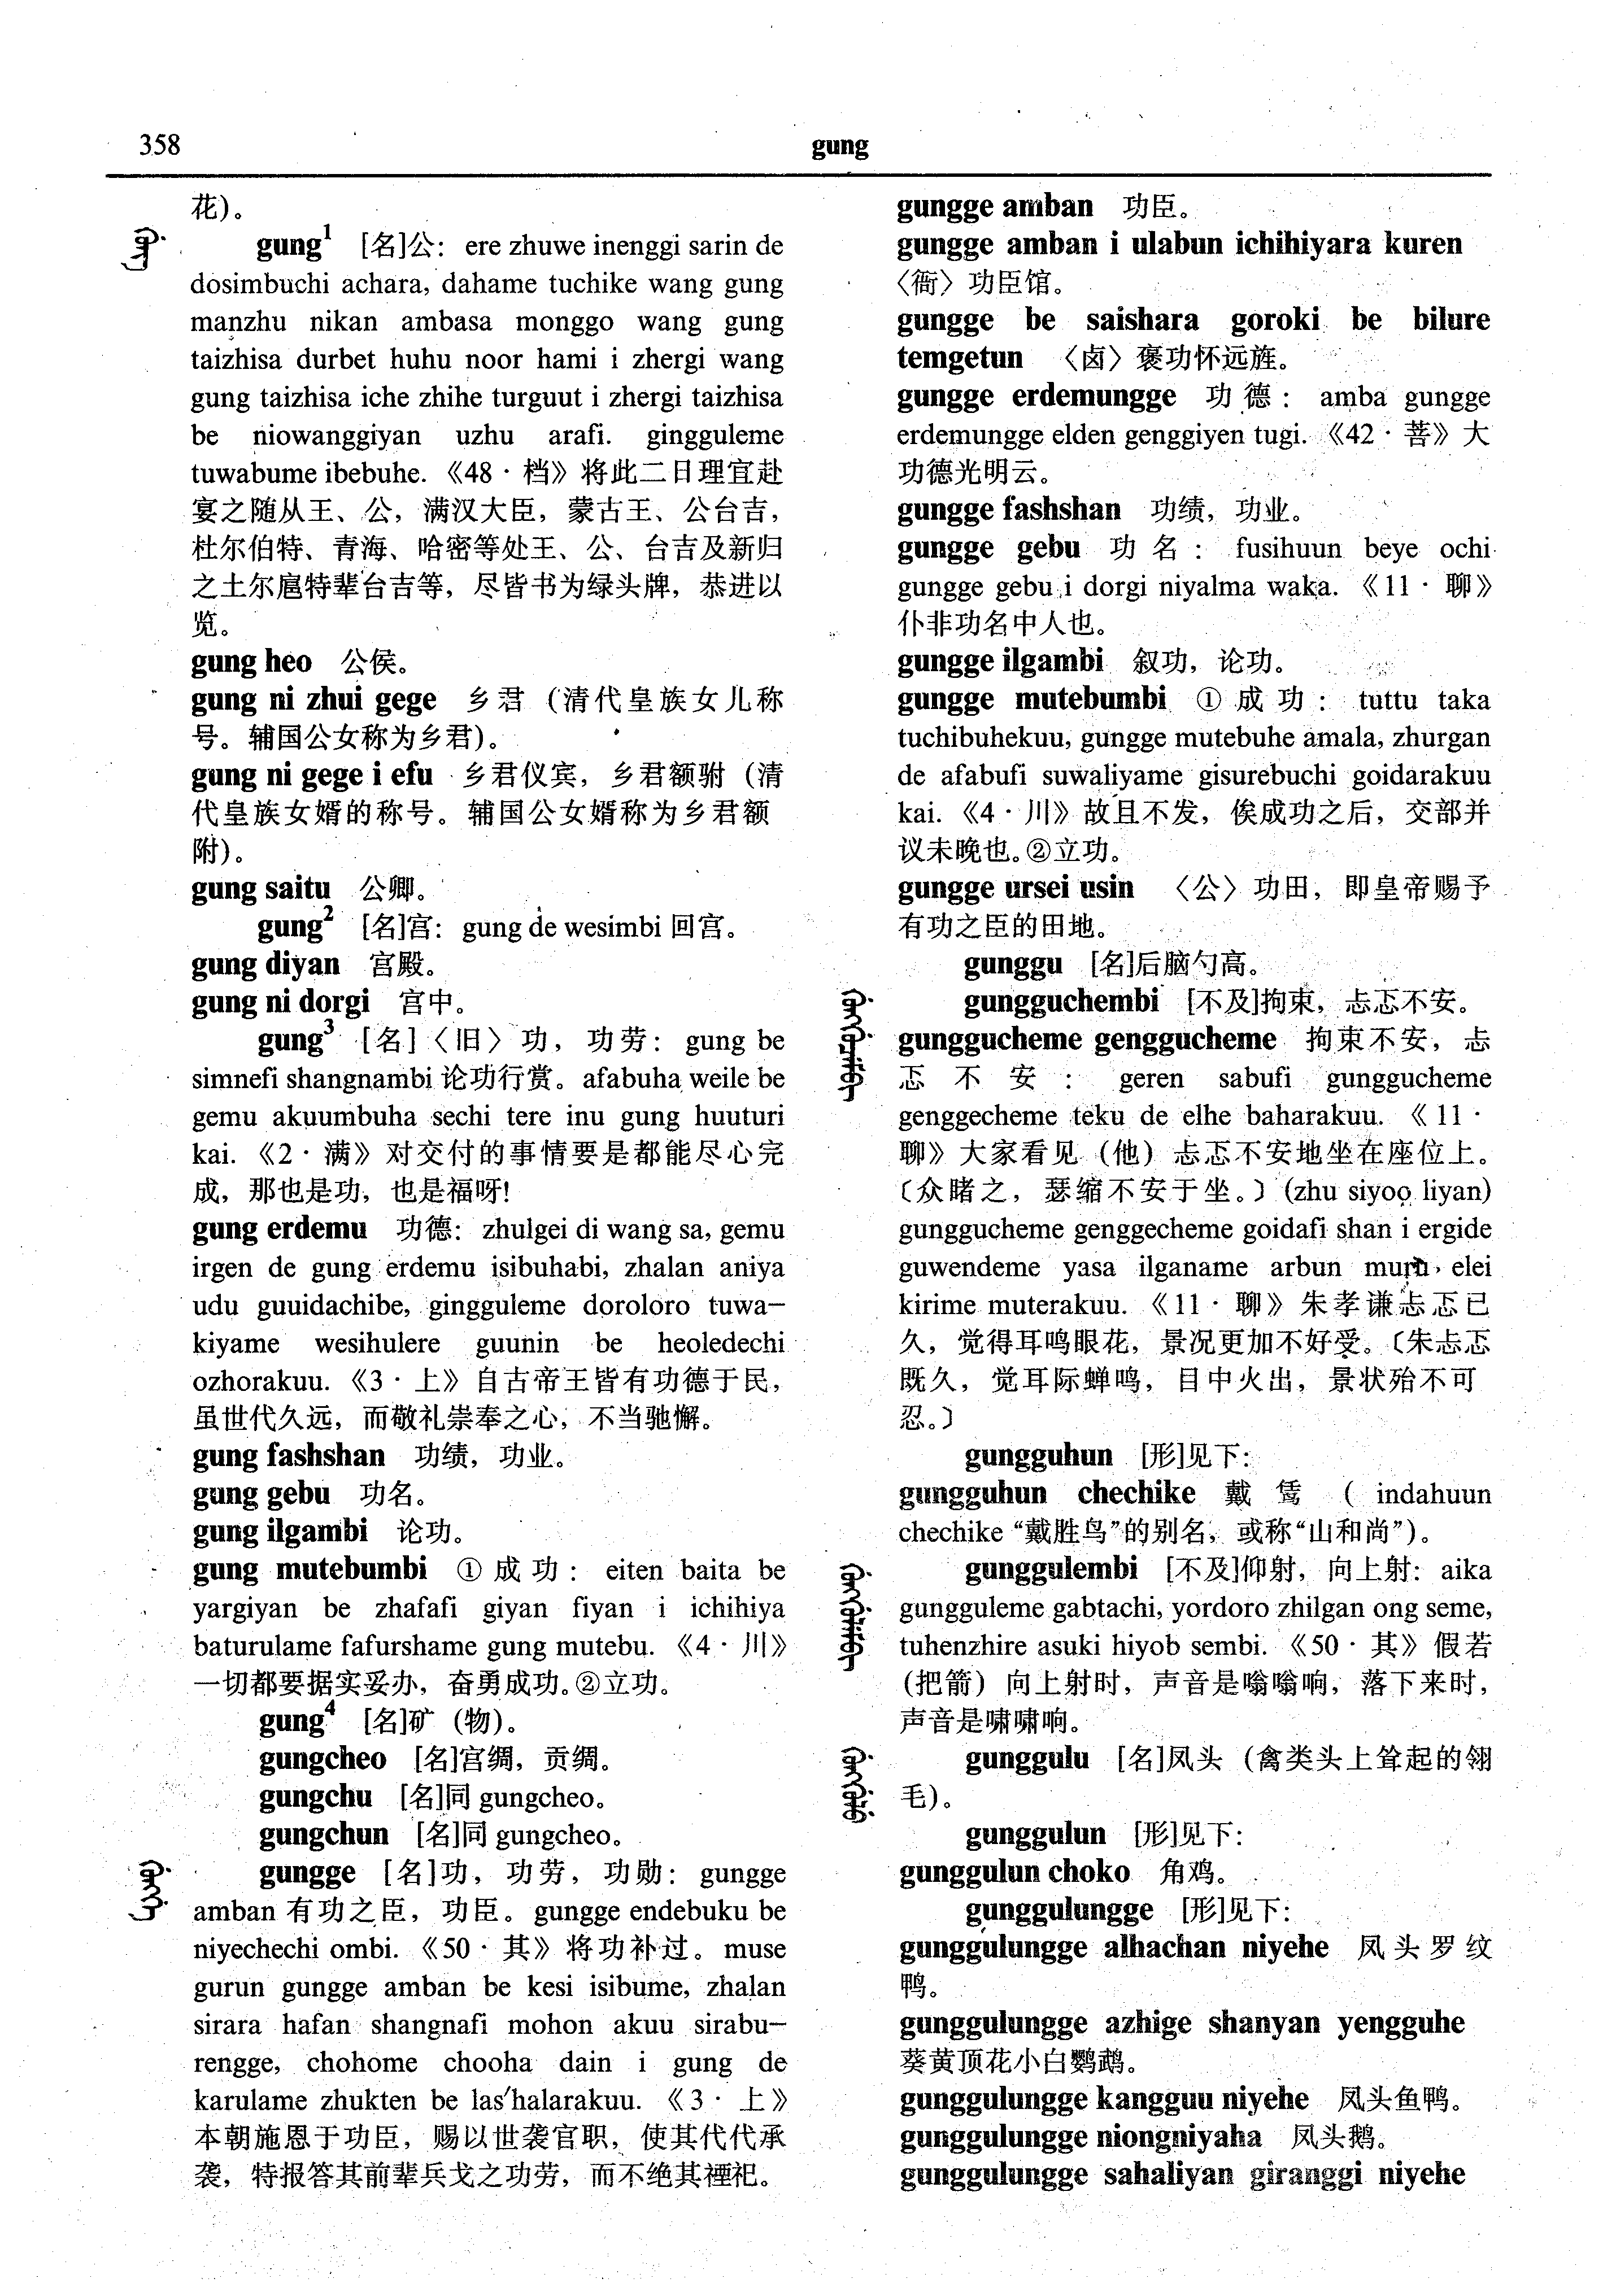 358
gung
花)。
gung¹ [名]公: ere zhuwe inenggi sarin de
dosimbuchi achara, dahame tuchike wang gung
manzhu nikan ambasa monggo wang gung
taizhisa durbet huhu noor hami i zhergi wang
gung taizhisa iche zhihe turguut i zhergi taizhisa
be niowanggiyan uzhu arafi. gingguleme
tuwabume ibebuhe.《48·档》将此二日理宜赴
宴之随从王、公, 满汉大臣, 蒙古王、公台吉,
杜尔伯特、青海、哈密等处王、公、台吉及新归
之土尔扈特辈台吉等, 尽皆书为绿头牌, 恭进以
览。
gung heo 公侯。
gung ni zhui gege 乡君 (清代皇族女儿称
号。辅国公女称为乡君)。
gung ni gege i efu 乡君仪宾, 乡君额驸 (清
代皇族女婿的称号。辅国公女婿称为乡君额
附)。
gung saitu 公卿。
gung² [名]宫: gung de wesimbi 回宫。
gung diyan 宫殿。
gung ni dorgi 宫中。
gung³ [名]〈旧〉功, 功劳: gung be
simnefi shangnambi 论功行赏。afabuha weile be
gemu akuumbuha sechi tere inu gung huuturi
kai.《2·满》对交付的事情要是都能尽心完
成, 那也是功, 也是福呀!
gung erdemu 功德: zhulgei di wang sa, gemu
irgen de gung erdemu isibuhabi, zhalan aniya
udu guuidachibe, gingguleme doroloro tuwa—
kiyame wesihulere guunin be heoledechi
ozhorakuu.《3·上》自古帝王皆有功德于民,
虽世代久远, 而敬礼崇奉之心, 不当驰懈。
gung fashshan 功绩, 功业。
gung gebu 功名。
gung ilgambi 论功。
gung mutebumbi ①成功: eiten baita be
yargiyan be zhafafi giyan fiyan i ichihiya
baturulame fafurshame gung mutebu.《4·川》
一切都要据实妥办, 奋勇成功。②立功。
gung⁴ [名]矿 (物)。
gungcheo [名]宫绸, 贡绸。
gungchu [名]同 gungcheo。
gungchun [名]同 gungcheo。
gungge [名]功, 功劳, 功勋: gungge
amban 有功之臣, 功臣。gungge endebuku be
niyechechi ombi.《50·其》将功补过。muse
gurun gungge amban be kesi isibume, zhalan
sirara hafan shangnafi mohon akuu sirabu—
rengge, chohome chooha dain i gung de
karulame zhukten be las'halarakuu.《3·上》
本朝施恩于功臣, 赐以世袭官职, 使其代代承
袭, 特报答其前辈兵戈之功劳, 而不绝其禋祀。
gungge amban 功臣。
gungge amban i ulabun ichihiyara kuren
〈衙〉功臣馆。
gungge be saishara goroki be bilure
temgetun 〈卤〉褒功怀远旌。
gungge erdemungge 功德: amba gungge
erdemungge elden genggiyen tugi.《42·菩》大
功德光明云。
gungge fashshan 功绩, 功业。
gungge gebu 功名: fusihuun beye ochi
gungge gebu i dorgi niyalma waka.《11·聊》
仆非功名中人也。
gungge ilgambi 叙功, 论功。
gungge mutebumbi ①成功: tuttu taka
tuchibuhekuu, gungge mutebuhe amala, zhurgan
de afabufi suwaliyame gisurebuchi goidarakuu
kai.《4·川》故且不发, 俟成功之后, 交部并
议未晚也。②立功。
gungge ursei usin 〈公〉功田, 即皇帝赐予
有功之臣的田地。
gunggu [名]后脑勺高。
gungguchembi [不及]拘束, 忐忑不安。
gunggucheme genggucheme 拘束不安, 忐
忑不安: geren sabufi gunggucheme
genggecheme teku de elhe baharakuu.《11·
聊》大家看见 (他) 忐忑不安地坐在座位上。
〔众睹之, 瑟缩不安于坐。〕(zhu siyoo liyan)
gunggucheme genggecheme goidafi shan i ergide
guwendeme yasa ilganame arbun muru elei
kirime muterakuu.《11·聊》朱孝谦忐忑已
久, 觉得耳鸣眼花, 景况更加不好受。〔朱忐忑
既久, 觉耳际蝉鸣, 目中火出, 景状殆不可
忍。〕
gungguhun [形]见下:
gungguhun chechike 戴鵀 ( indahuun
chechike “戴胜鸟”的别名, 或称“山和尚”)。
gunggulembi [不及]仰射, 向上射: aika
gungguleme gabtachi, yordoro zhilgan ong seme,
tuhenzhire asuki hiyob sembi.《50·其》假若
(把箭) 向上射时, 声音是嗡嗡响, 落下来时,
声音是啸啸响。
gunggulu [名]凤头 (禽类头上耸起的翎
毛)。
gunggulun [形]见下:
gunggulun choko 角鸡。
gunggulungge [形]见下:
gunggulungge alhachan niyehe 凤头罗纹
鸭。
gunggulungge azhige shanyan yengguhe
葵黄顶花小白鹦鹉。
gunggulungge kangguu niyehe 凤头鱼鸭。
gunggulungge niongniyaha 凤头鹅。
gunggulungge sahaliyan giranggi niyehe